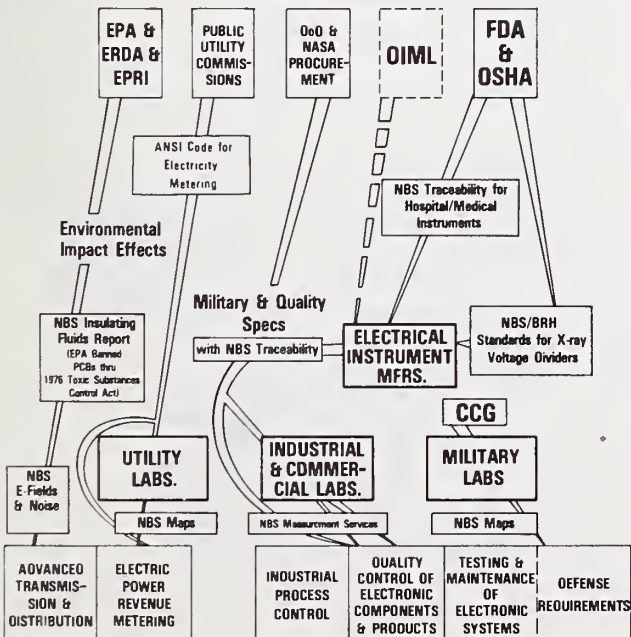 EPA &
ERDA &
EPRI
PUBLIC
UTILITY
COMMIS-
SIONS
OoO &
NASA
PROCURE-
MENT
OIML
FDA
&
OSHA
ANSI Code for
Electricity
Metering
NBS Traceability for
Hospital/Medical
Instruments
Environmental
Impact Effects
Military & Quality
Specs
with NBS Traceability
NBS Insulating
Fluids Report
(EPA Banned
PCBs thru
1976 Toxic Substances
Control Act)
ELECTRICAL
INSTRUMENT
MFRS.
NBS/BRH
Standards for X-ray
Voltage Dividers
CCG
UTILITY
LABS.
INDUSTRIAL
& COMMER-
CIAL LABS.
MILITARY
LABS
NBS
E-Fields
& Noise
NBS Maps
NBS Measurement Services
NBS Maps
ADVANCED
TRANSMIS-
SION &
DISTRIBUTION
ELECTRIC
POWER
REVENUE
METERING
INDUSTRIAL
PROCESS
CONTROL
QUALITY
CONTROL OF
ELECTRONIC
COMPONENTS
& PRODUCTS
TESTING &
MAINTENANCE
OF
ELECTRONIC
SYSTEMS
DEFENSE
REQUIREMENTS